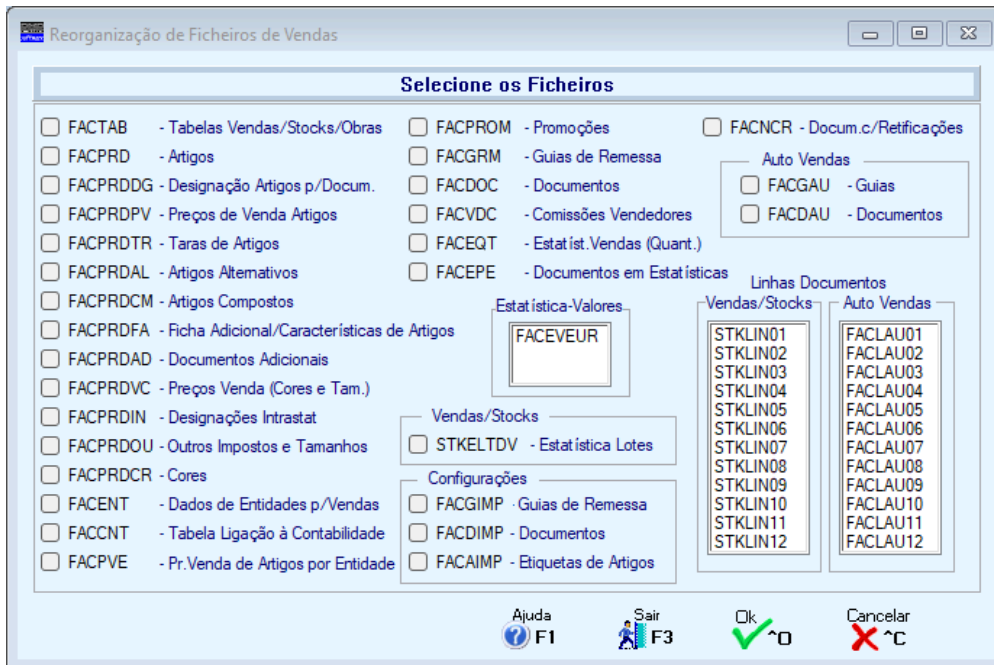 Reorganização de Ficheiros de Vendas
Selecione os Ficheiros
FACTAB - Tabelas Vendas/Stocks/Obras
FACPRD - Artigos
FACPRDDG - Designação Artigos p/Docum.
FACPRDPV - Preços de Venda Artigos
FACPRDTR - Taras de Artigos
FACPRDAL - Artigos Alternativos
FACPRDCM - Artigos Compostos
FACPRDFA - Ficha Adicional/Características de Artigos
FACPRDAD - Documentos Adicionais
FACPRDVC - Preços Venda (Cores e Tam.)
FACPRDIN - Designações Intrastat
FACPRDOU - Outros Impostos e Tamanhos
FACPRDCR - Cores
FACENT - Dados de Entidades p/Vendas
FACCNT - Tabela Ligação à Contabilidade
FACPVE - Pr.Venda de Artigos por Entidade
FACPROM - Promoções
FACGRM - Guias de Remessa
FACDOC - Documentos
FACVDC - Comissões Vendedores
FACEQT - Estatíst.Vendas (Quant.)
FACEPE - Documentos em Estatísticas
Estatística-Valores
FACEVEUR
Vendas/Stocks
STKELTDV - Estatística Lotes
Configurações
FACGIMP - Guias de Remessa
FACDIMP - Documentos
FACAIMP - Etiquetas de Artigos
FACNCR - Docum.c/Retificações
Auto Vendas
FACGAU - Guias
FACDAU - Documentos
Linhas Documentos
Vendas/Stocks
STKLIN01
STKLIN02
STKLIN03
STKLIN04
STKLIN05
STKLIN06
STKLIN07
STKLIN08
STKLIN09
STKLIN10
STKLIN11
STKLIN12
Auto Vendas
FACLAU01
FACLAU02
FACLAU03
FACLAU04
FACLAU05
FACLAU06
FACLAU07
FACLAU08
FACLAU09
FACLAU10
FACLAU11
FACLAU12
Ajuda
F1
Sair
F3
Ok
^O
Cancelar
^C